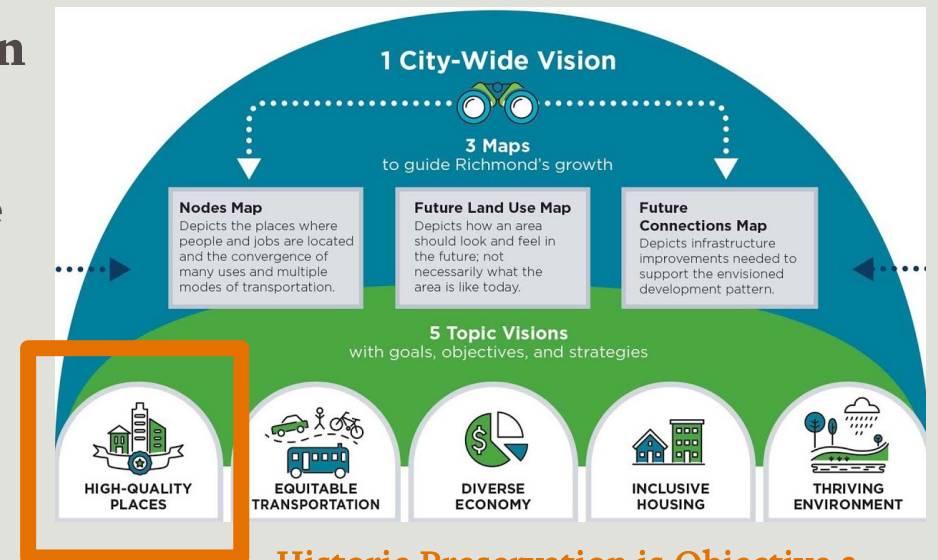 n
1 City-Wide Vision
e
3 Maps
to guide Richmond's growth
Nodes Map
Depicts the places where
people and jobs are located
and the convergence of
many uses and multiple
modes of transportation.
Future Land Use Map
Depicts how an area
should look and feel in
the future; not
necessarily what the
area is like today.
Future
Connections Map
Depicts infrastructure
improvements needed to
support the envisioned
development pattern.
5 Topic Visions
with goals, objectives, and strategies
$
HIGH-QUALITY
PLACES
EQUITABLE
TRANSPORTATION
DIVERSE
ECONOMY
INCLUSIVE
HOUSING
THRIVING
ENVIRONMENT
Historic Preservation is Objective a